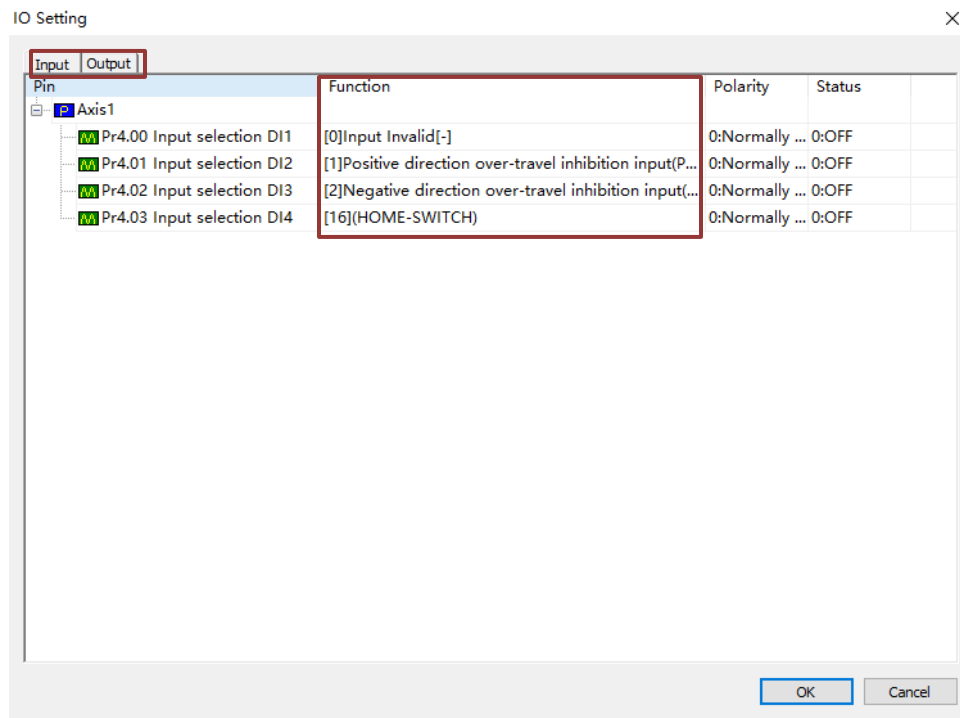 IO Setting
Input Output
Pin Function Polarity Status
P Axis1
Pr4.00 Input selection DI1 [0]Input Invalid[-] 0:Normally ... 0:OFF
Pr4.01 Input selection DI2 [1]Positive direction over-travel inhibition input(P... 0:Normally ... 0:OFF
Pr4.02 Input selection DI3 [2]Negative direction over-travel inhibition input(... 0:Normally ... 0:OFF
Pr4.03 Input selection DI4 [16](HOME-SWITCH) 0:Normally ... 0:OFF
OK Cancel